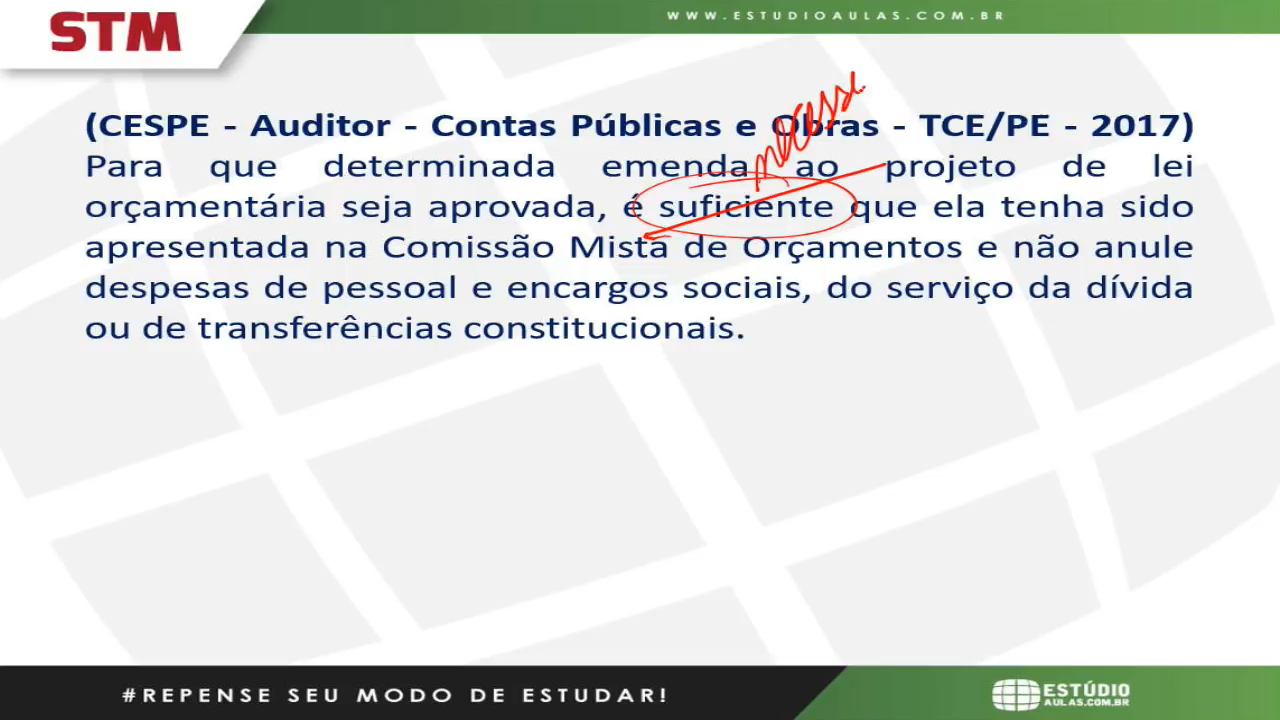 STM
WWW.ESTUDIOAULAS.COM.BR
(CESPE - Auditor - Contas Públicas e Obras - TCE/PE - 2017)
Para que determinada emenda ao projeto de lei
orçamentária seja aprovada, é suficiente que ela tenha sido
apresentada na Comissão Mista de Orçamentos e não anule
despesas de pessoal e encargos sociais, do serviço da dívida
ou de transferências constitucionais.
#REPENSE SEU MODO DE ESTUDAR!
ESTÚDIO
AULAS.COM.BR